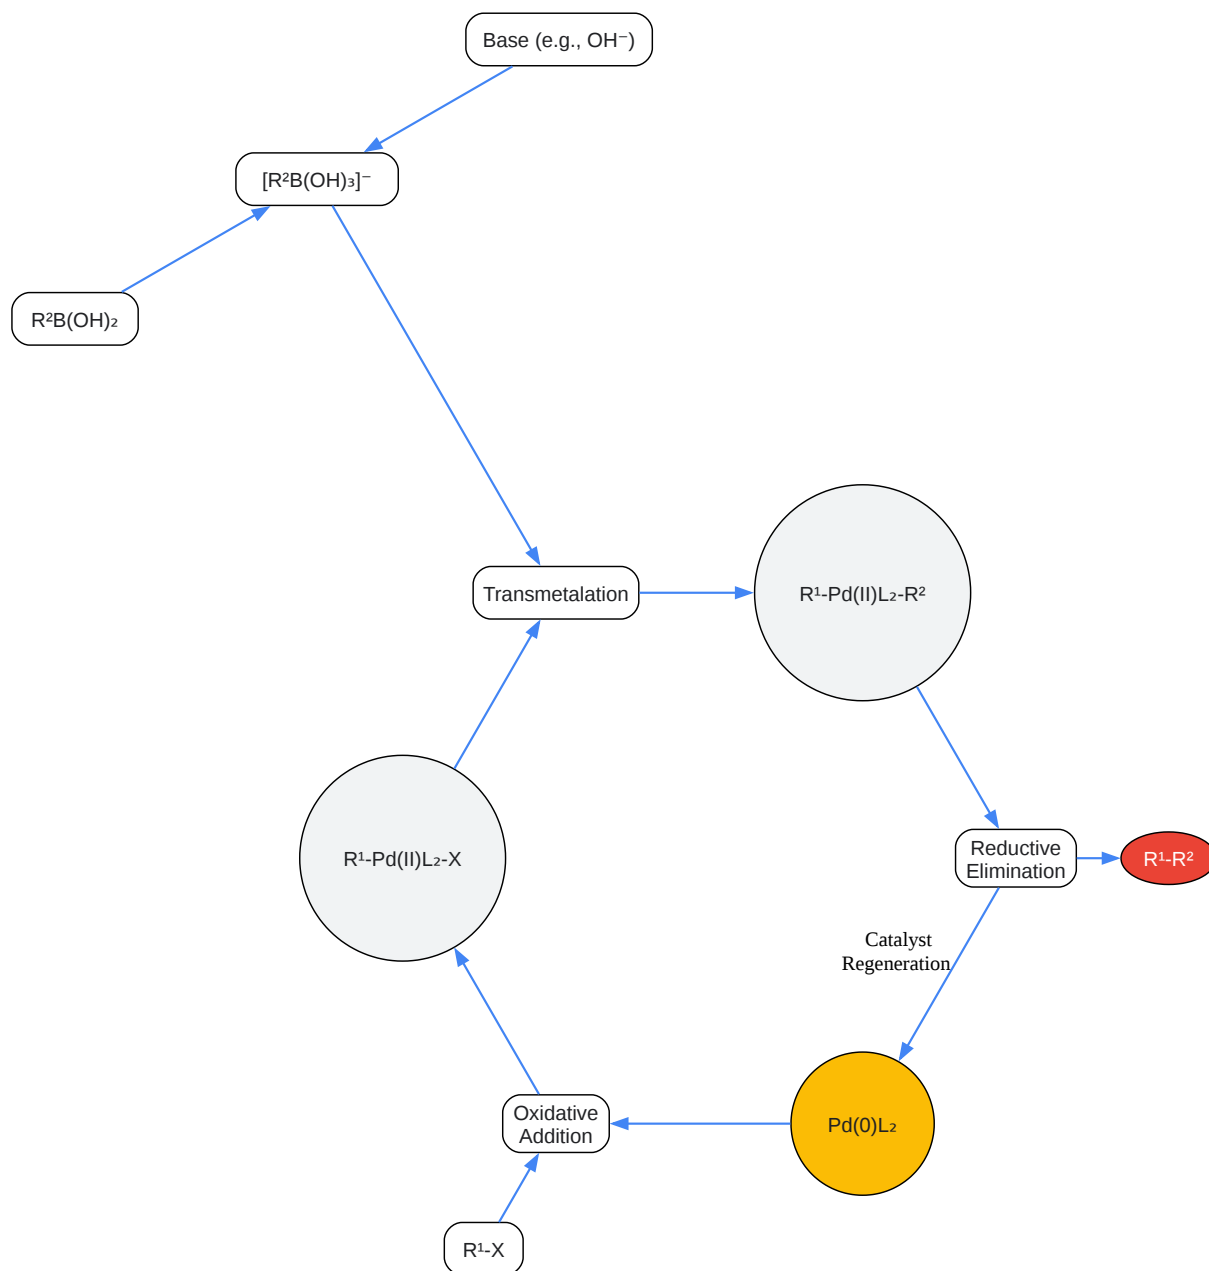 Base (e.g., OH⁻)
[R²B(OH)₃]⁻
R²B(OH)₂
Transmetalation
R¹-Pd(II)L₂-R²
R¹-Pd(II)L₂-X
Reductive
Elimination
R¹-R²
Catalyst
Regeneration
Oxidative
Addition
Pd(0)L₂
R¹-X